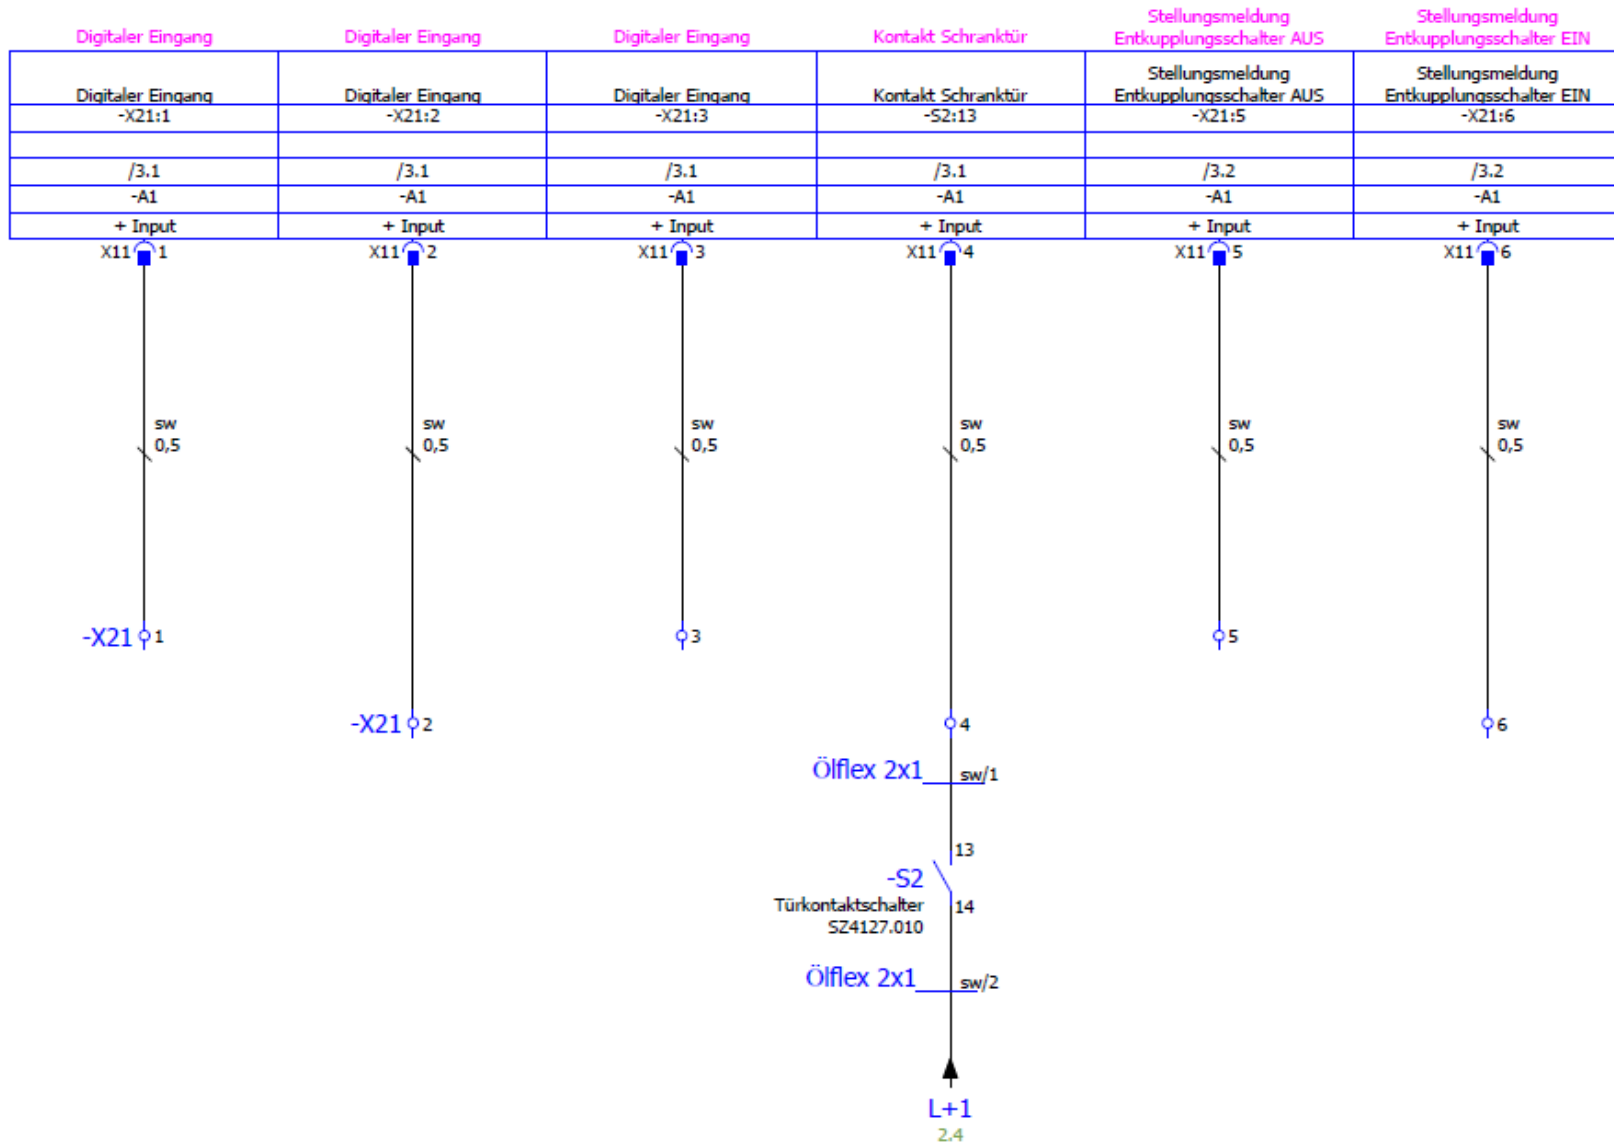 Digitaler Eingang
Digitaler Eingang
Digitaler Eingang
Kontakt Schranktür
Stellungsmeldung
Entkupplungsschalter AUS
Stellungsmeldung
Entkupplungsschalter EIN
Digitaler Eingang
Digitaler Eingang
Digitaler Eingang
Kontakt Schranktür
Stellungsmeldung
Entkupplungsschalter AUS
Stellungsmeldung
Entkupplungsschalter EIN
-X21:1
-X21:2
-X21:3
-S2:13
-X21:5
-X21:6
/3.1
/3.1
/3.1
/3.1
/3.2
/3.2
-A1
-A1
-A1
-A1
-A1
-A1
+ Input
+ Input
+ Input
+ Input
+ Input
+ Input
X11 1
X11 2
X11 3
X11 4
X11 5
X11 6
sw
0,5
sw
0,5
sw
0,5
sw
0,5
sw
0,5
sw
0,5
-X21 1
3
5
-X21 2
4
6
Ölflex 2x1 sw/1
13
-S2
14
Türkontaktschalter
SZ4127.010
Ölflex 2x1 sw/2
L+1
2.4